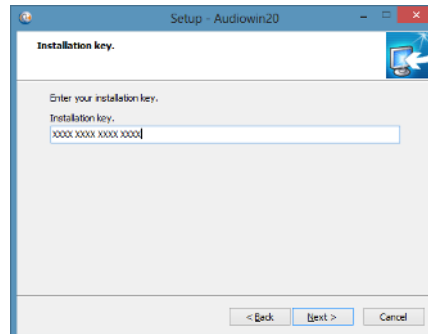 Setup - Audiowin20
Installation key.
Enter your installation key.
Installation key.
xxxx xxxx xxxx xxxx
< Back Next > Cancel